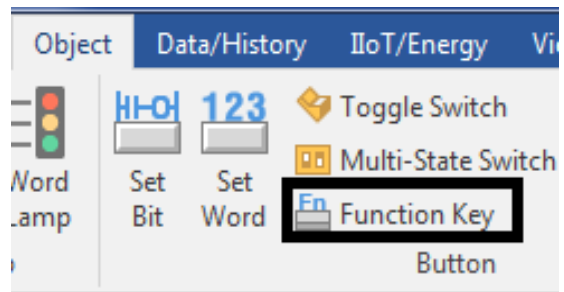 Object Data/History IIoT/Energy
123 Toggle Switch
Multi-State Switch
Word Lamp
Set Bit
Set Word
Fn Function Key
Button